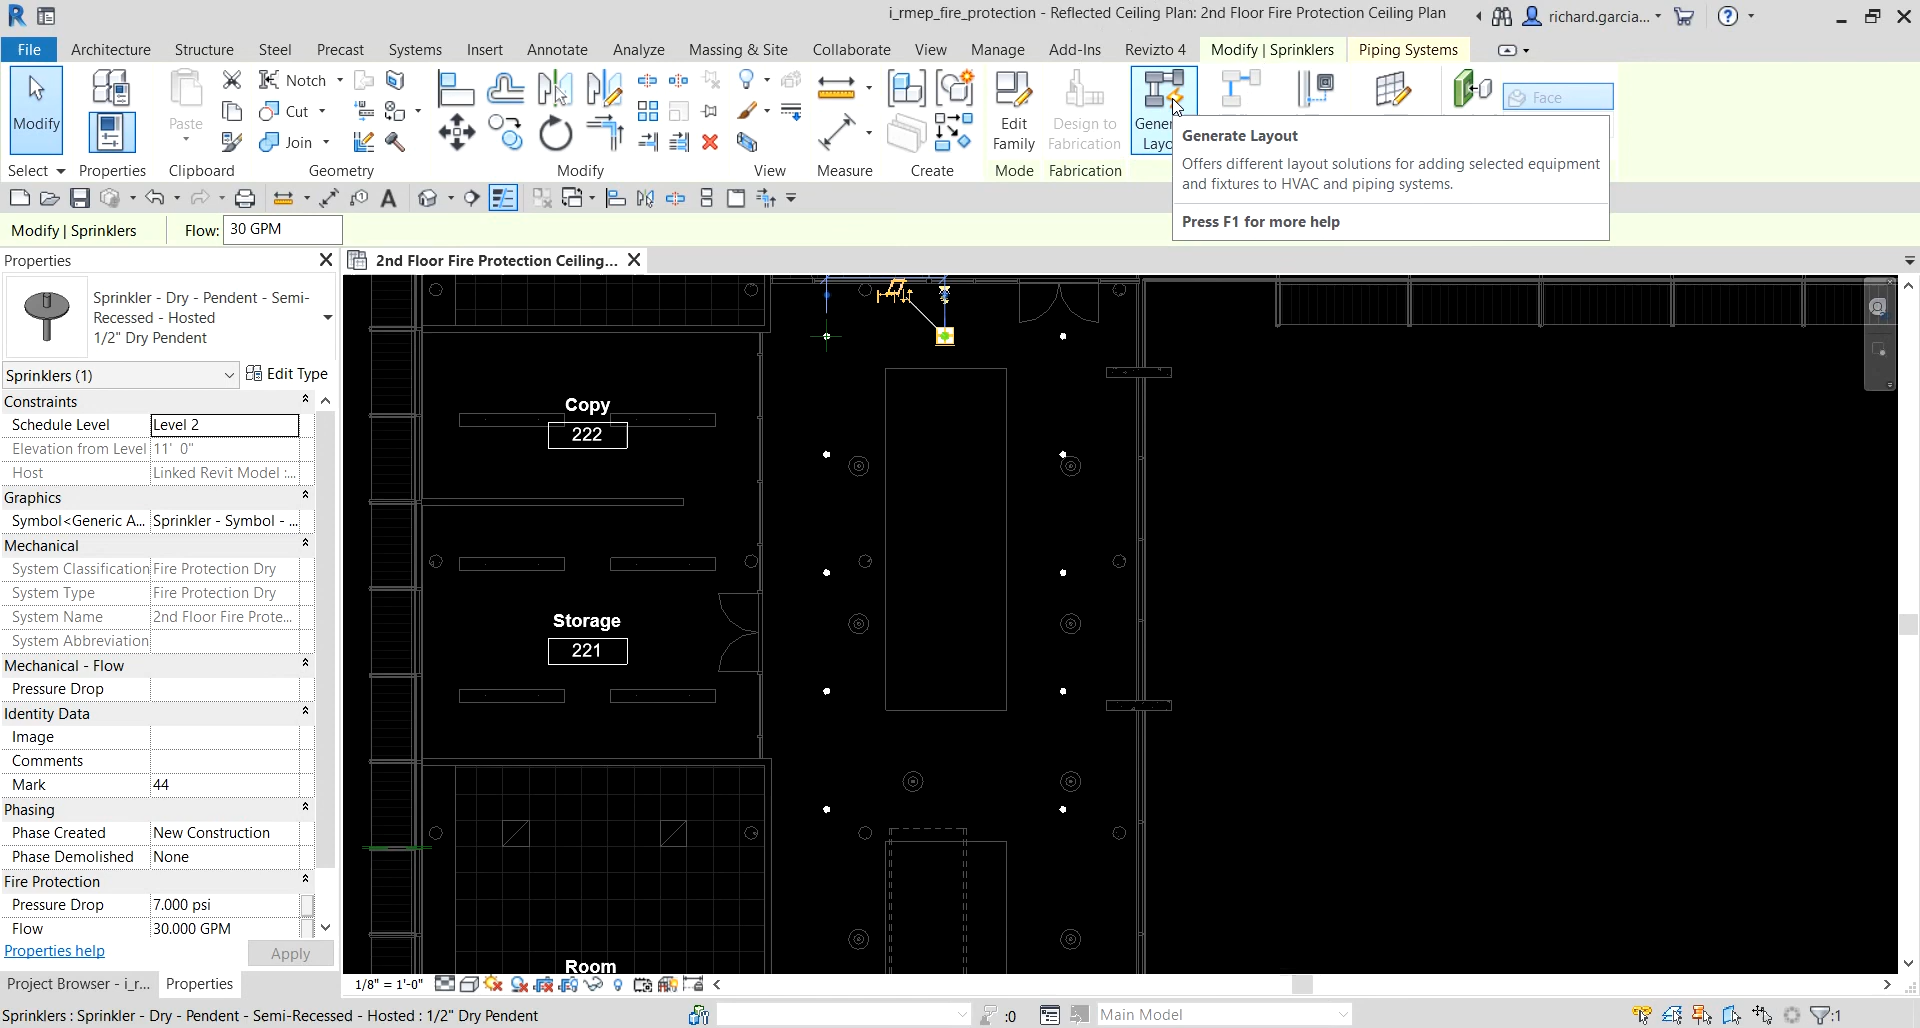 i_rmep_fire_protection - Reflected Ceiling Plan: 2nd Floor Fire Protection Ceiling Plan
richard.garcia...
File Architecture Structure Steel Precast Systems Insert Annotate Analyze Massing & Site Collaborate View Manage Add-Ins Revizto 4 Modify | Sprinklers Piping Systems
Modify
Paste
Notch
Cut
Join
Edit Family
Design to Fabrication
Face
Select Properties Clipboard Geometry Modify View Measure Create Mode Fabrication
Generate Layout
Offers different layout solutions for adding selected equipment
and fixtures to HVAC and piping systems.
Press F1 for more help
Modify | Sprinklers Flow: 30 GPM
Properties
2nd Floor Fire Protection Ceiling...
Sprinkler - Dry - Pendent - Semi-
Recessed - Hosted
1/2" Dry Pendent
Sprinklers (1) Edit Type
Constraints
Schedule Level Level 2
Elevation from Level 11' 0"
Host Linked Revit Model :...
Graphics
Symbol<Generic A... Sprinkler - Symbol - ...
Mechanical
System Classification Fire Protection Dry
System Type Fire Protection Dry
System Name 2nd Floor Fire Prote...
System Abbreviation
Mechanical - Flow
Pressure Drop
Identity Data
Image
Comments
Mark 44
Phasing
Phase Created New Construction
Phase Demolished None
Fire Protection
Pressure Drop 7.000 psi
Flow 30.000 GPM
Properties help Apply
Project Browser - i_r... Properties
Copy
222
Storage
221
Room
1/8" = 1'-0"
Sprinklers : Sprinkler - Dry - Pendent - Semi-Recessed - Hosted : 1/2" Dry Pendent
:0
Main Model
:1